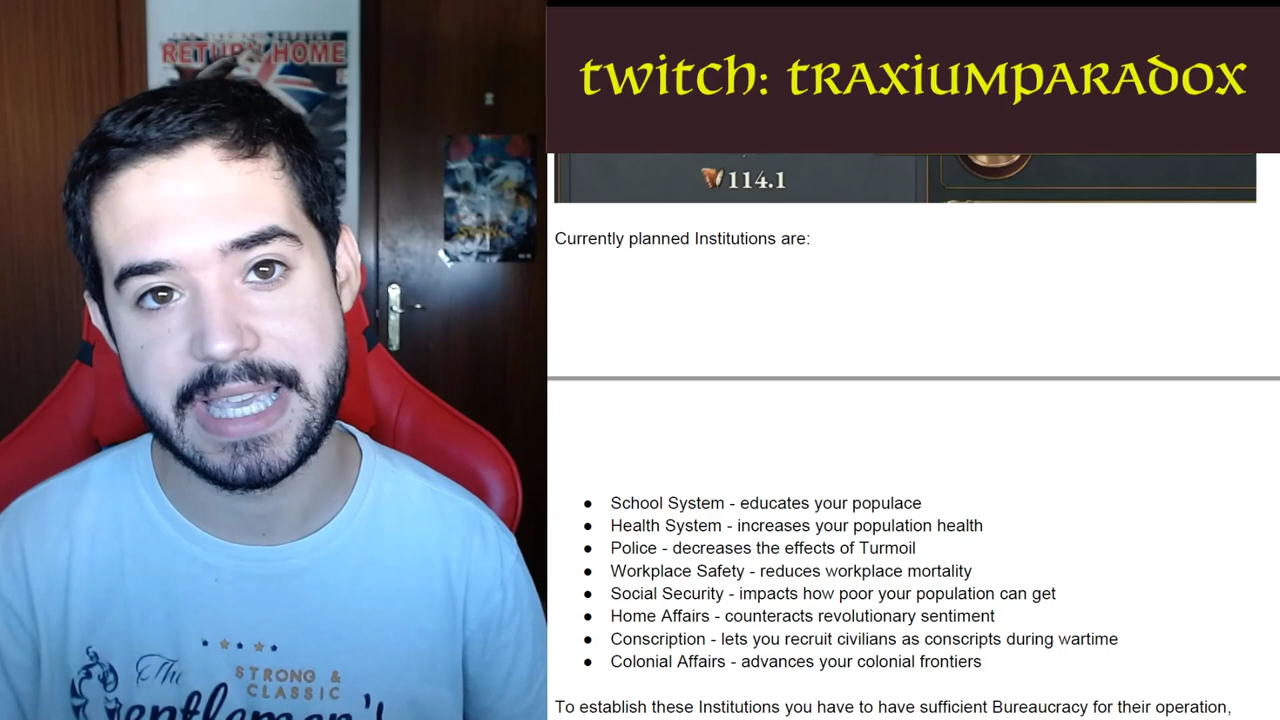 RETURN HOME
twitch: traxiumparadox
114.1
Currently planned Institutions are:
● School System - educates your populace
● Health System - increases your population health
● Police - decreases the effects of Turmoil
● Workplace Safety - reduces workplace mortality
● Social Security - impacts how poor your population can get
● Home Affairs - counteracts revolutionary sentiment
● Conscription - lets you recruit civilians as conscripts during wartime
● Colonial Affairs - advances your colonial frontiers
To establish these Institutions you have to have sufficient Bureaucracy for their operation,
The
STRONG &
CLASSIC
Gentlemen's